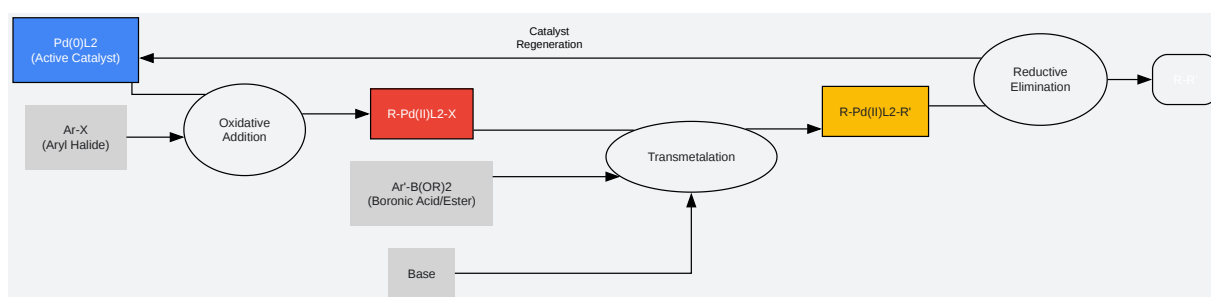 Pd(0)L2
(Active Catalyst)
Catalyst
Regeneration
Reductive
Elimination
R-R'
Ar-X
(Aryl Halide)
Oxidative
Addition
R-Pd(II)L2-X
R-Pd(II)L2-R'
Transmetalation
Ar'-B(OR)2
(Boronic Acid/Ester)
Base